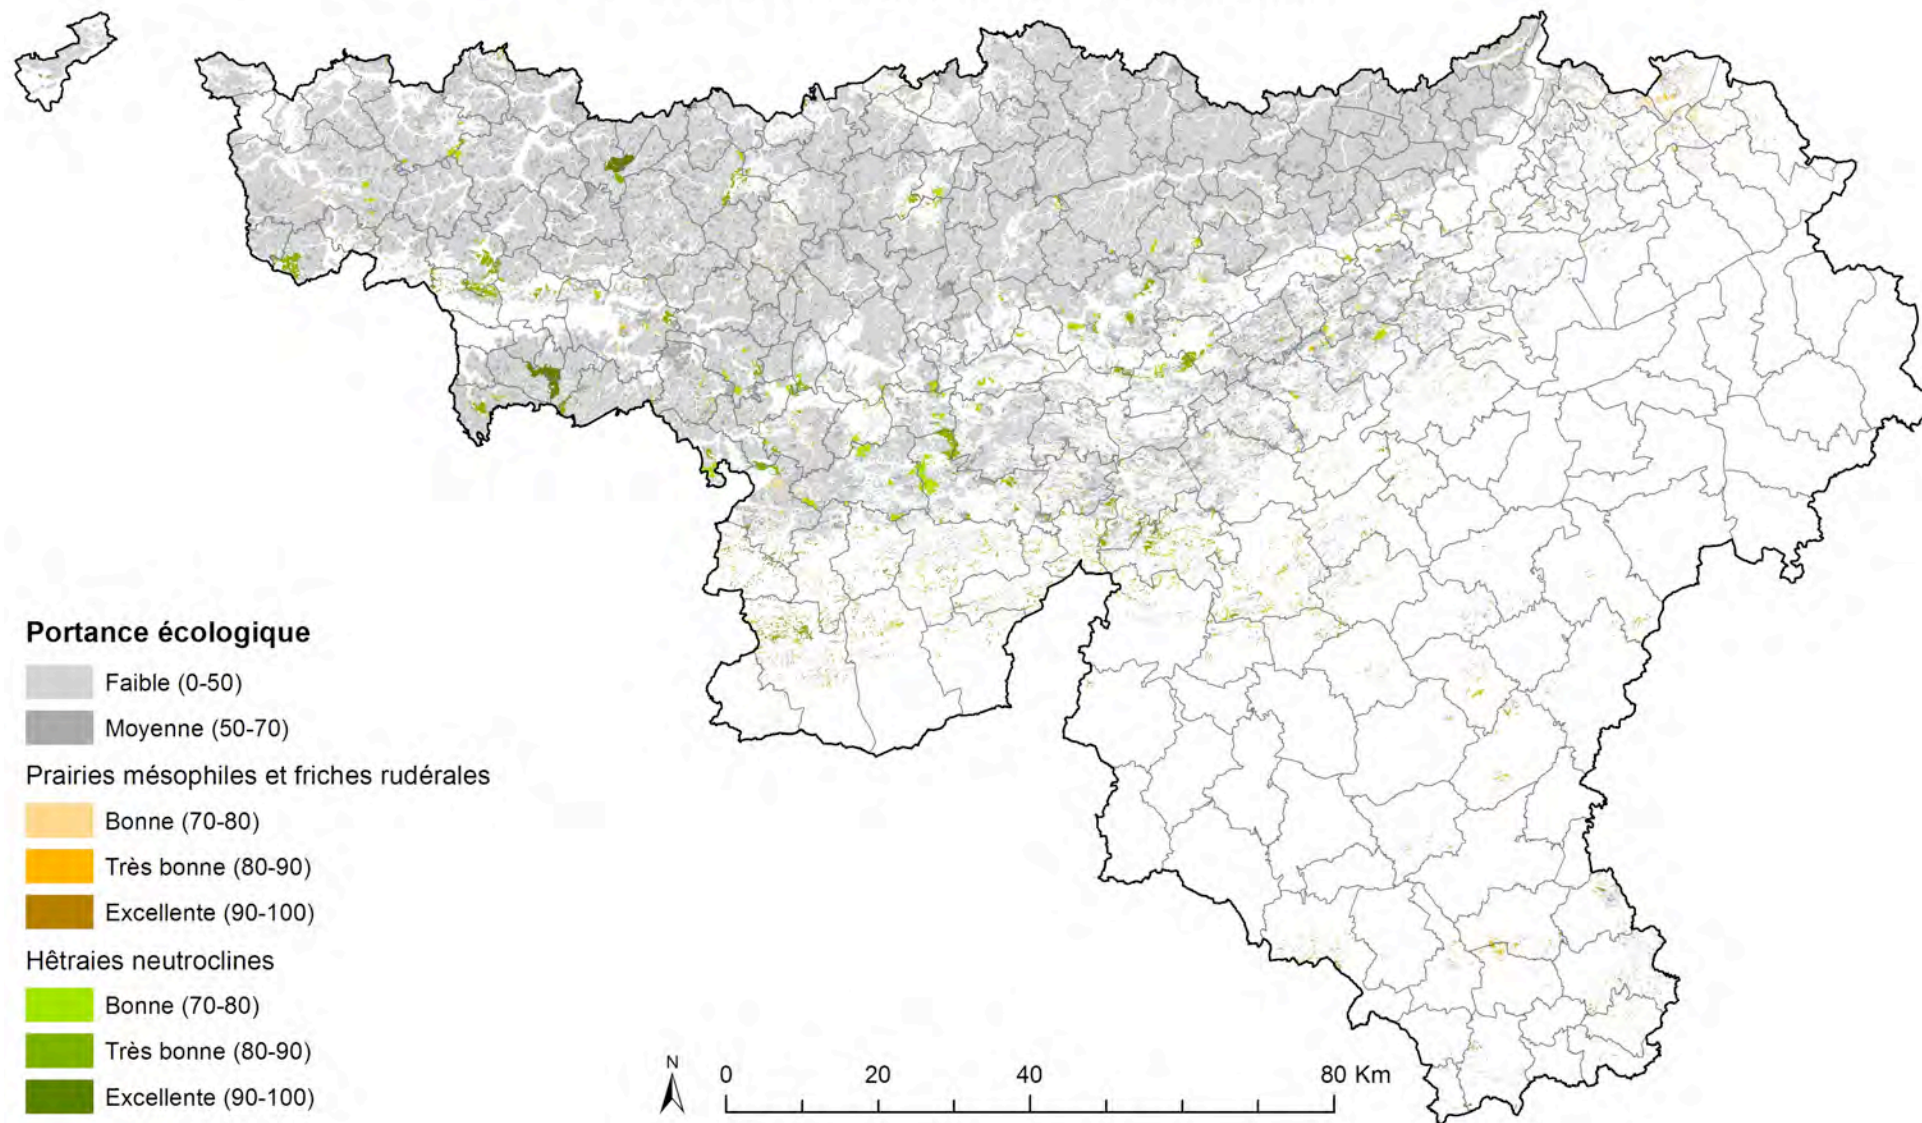 Portance écologique
Faible (0-50)
Moyenne (50-70)
Prairies mésophiles et friches rudérales
Bonne (70-80)
Très bonne (80-90)
Excellente (90-100)
Hêtraies neutroclines
Bonne (70-80)
Très bonne (80-90)
Excellente (90-100)
N
0 20 40 80 Km